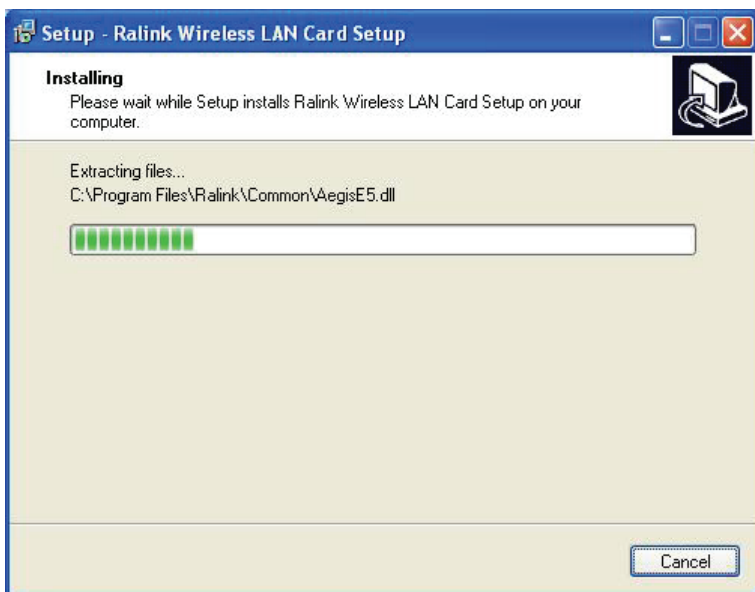 Setup - Ralink Wireless LAN Card Setup
Installing
Please wait while Setup installs Ralink Wireless LAN Card Setup on your
computer.
Extracting files...
C:\Program Files\Ralink\Common\AegisE5.dll
Cancel